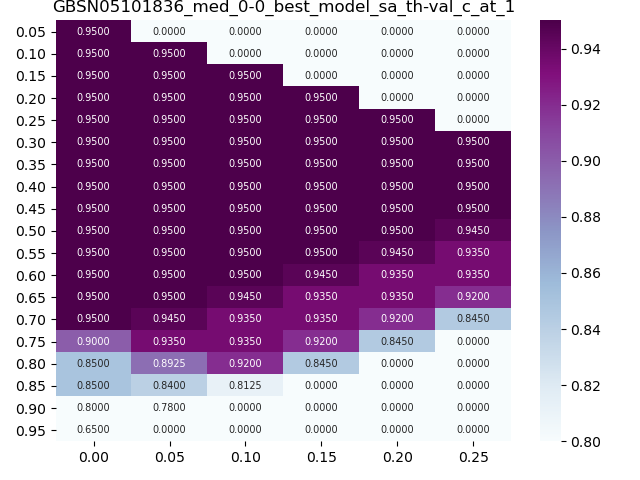 GBSN05101836_med_0-0_best_model_sa_th-val_c_at_1
0.05 0.9500 0.0000 0.0000 0.0000 0.0000 0.0000
0.10 0.9500 0.9500 0.0000 0.0000 0.0000 0.0000
0.15 0.9500 0.9500 0.9500 0.0000 0.0000 0.0000
0.20 0.9500 0.9500 0.9500 0.9500 0.0000 0.0000
0.25 0.9500 0.9500 0.9500 0.9500 0.9500 0.0000
0.30 0.9500 0.9500 0.9500 0.9500 0.9500 0.9500
0.35 0.9500 0.9500 0.9500 0.9500 0.9500 0.9500
0.40 0.9500 0.9500 0.9500 0.9500 0.9500 0.9500
0.45 0.9500 0.9500 0.9500 0.9500 0.9500 0.9500
0.50 0.9500 0.9500 0.9500 0.9500 0.9500 0.9450
0.55 0.9500 0.9500 0.9500 0.9500 0.9450 0.9350
0.60 0.9500 0.9500 0.9500 0.9450 0.9350 0.9350
0.65 0.9500 0.9500 0.9450 0.9350 0.9350 0.9200
0.70 0.9500 0.9450 0.9350 0.9350 0.9200 0.8450
0.75 0.9000 0.9350 0.9350 0.9200 0.8450 0.0000
0.80 0.8500 0.8925 0.9200 0.8450 0.0000 0.0000
0.85 0.8500 0.8400 0.8125 0.0000 0.0000 0.0000
0.90 0.8000 0.7800 0.0000 0.0000 0.0000 0.0000
0.95 0.6500 0.0000 0.0000 0.0000 0.0000 0.0000
0.00 0.05 0.10 0.15 0.20 0.25
0.94
0.92
0.90
0.88
0.86
0.84
0.82
0.80